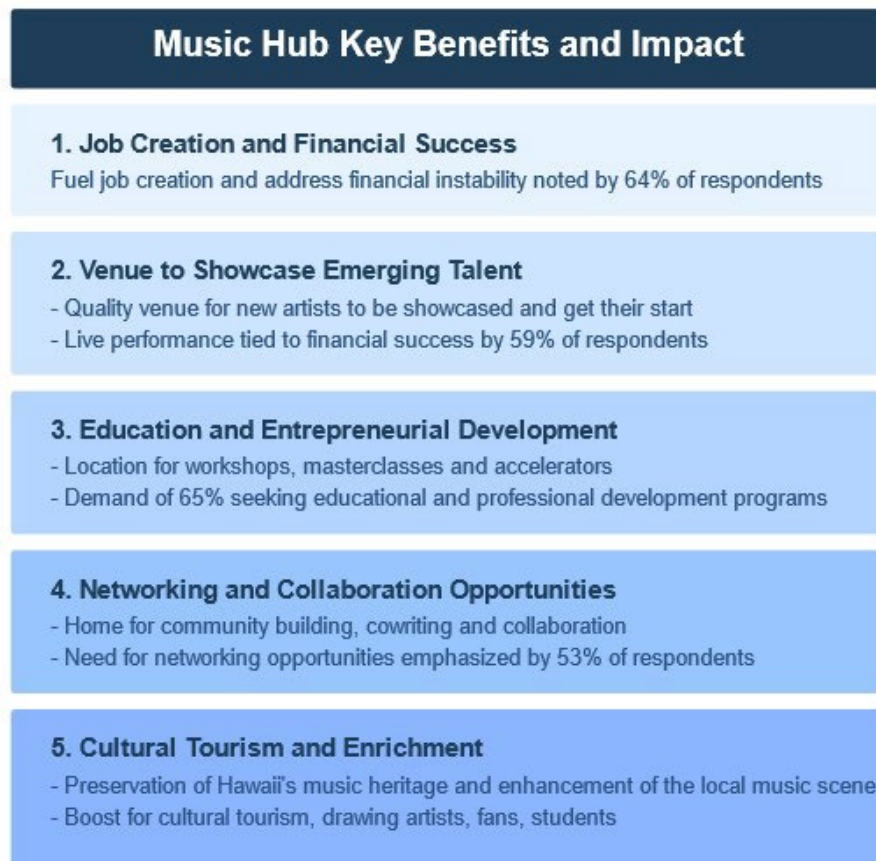 Music Hub Key Benefits and Impact
1. Job Creation and Financial Success
Fuel job creation and address financial instability noted by 64% of respondents
2. Venue to Showcase Emerging Talent
- Quality venue for new artists to be showcased and get their start
- Live performance tied to financial success by 59% of respondents
3. Education and Entrepreneurial Development
- Location for workshops, masterclasses and accelerators
- Demand of 65% seeking educational and professional development programs
4. Networking and Collaboration Opportunities
- Home for community building, cowriting and collaboration
- Need for networking opportunities emphasized by 53% of respondents
5. Cultural Tourism and Enrichment
- Preservation of Hawaii's music heritage and enhancement of the local music scene
- Boost for cultural tourism, drawing artists, fans, students